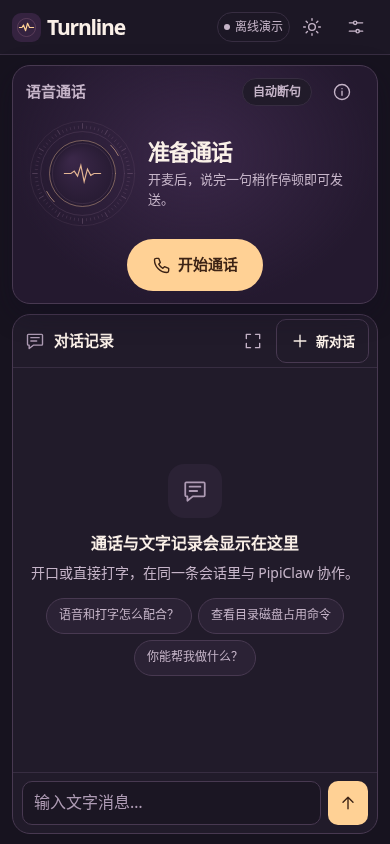 Turnline
离线演示
语音通话
自动断句
准备通话
开麦后，说完一句稍作停顿即可发
送。
开始通话
对话记录
新对话
通话与文字记录会显示在这里
开口或直接打字，在同一条会话里与 PipiClaw 协作。
语音和打字怎么配合？
查看目录磁盘占用命令
你能帮我做什么？
输入文字消息...